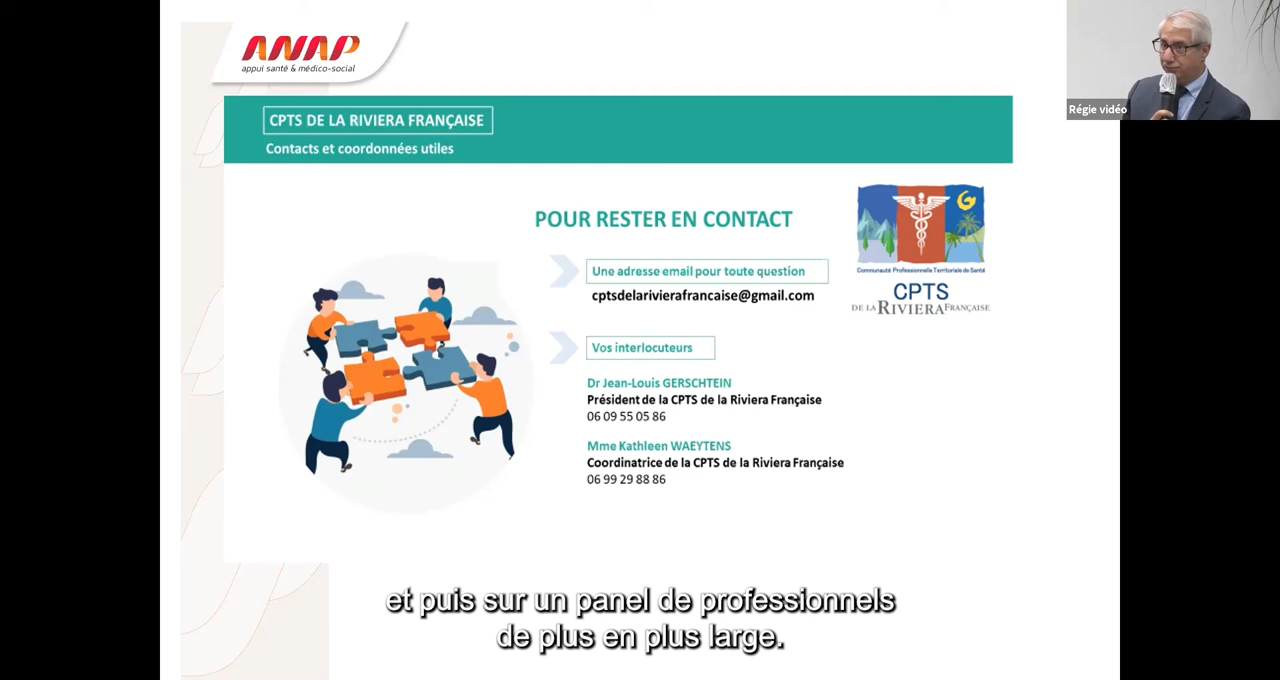 ANAP
appui santé & médico-social
Régie vidéo
CPTS DE LA RIVIERA FRANÇAISE
Contacts et coordonnées utiles
POUR RESTER EN CONTACT
Une adresse email pour toute question
cptsdelarivierafrancaise@gmail.com
Communauté Professionnelle Territoriale de Santé
CPTS
DE LA RIVIERA FRANÇAISE
Vos interlocuteurs
Dr Jean-Louis GERSCHTEIN
Président de la CPTS de la Riviera Française
06 09 55 05 86
Mme Kathleen WAEYTENS
Coordinatrice de la CPTS de la Riviera Française
06 99 29 88 86
et puis sur un panel de professionnels
de plus en plus large.